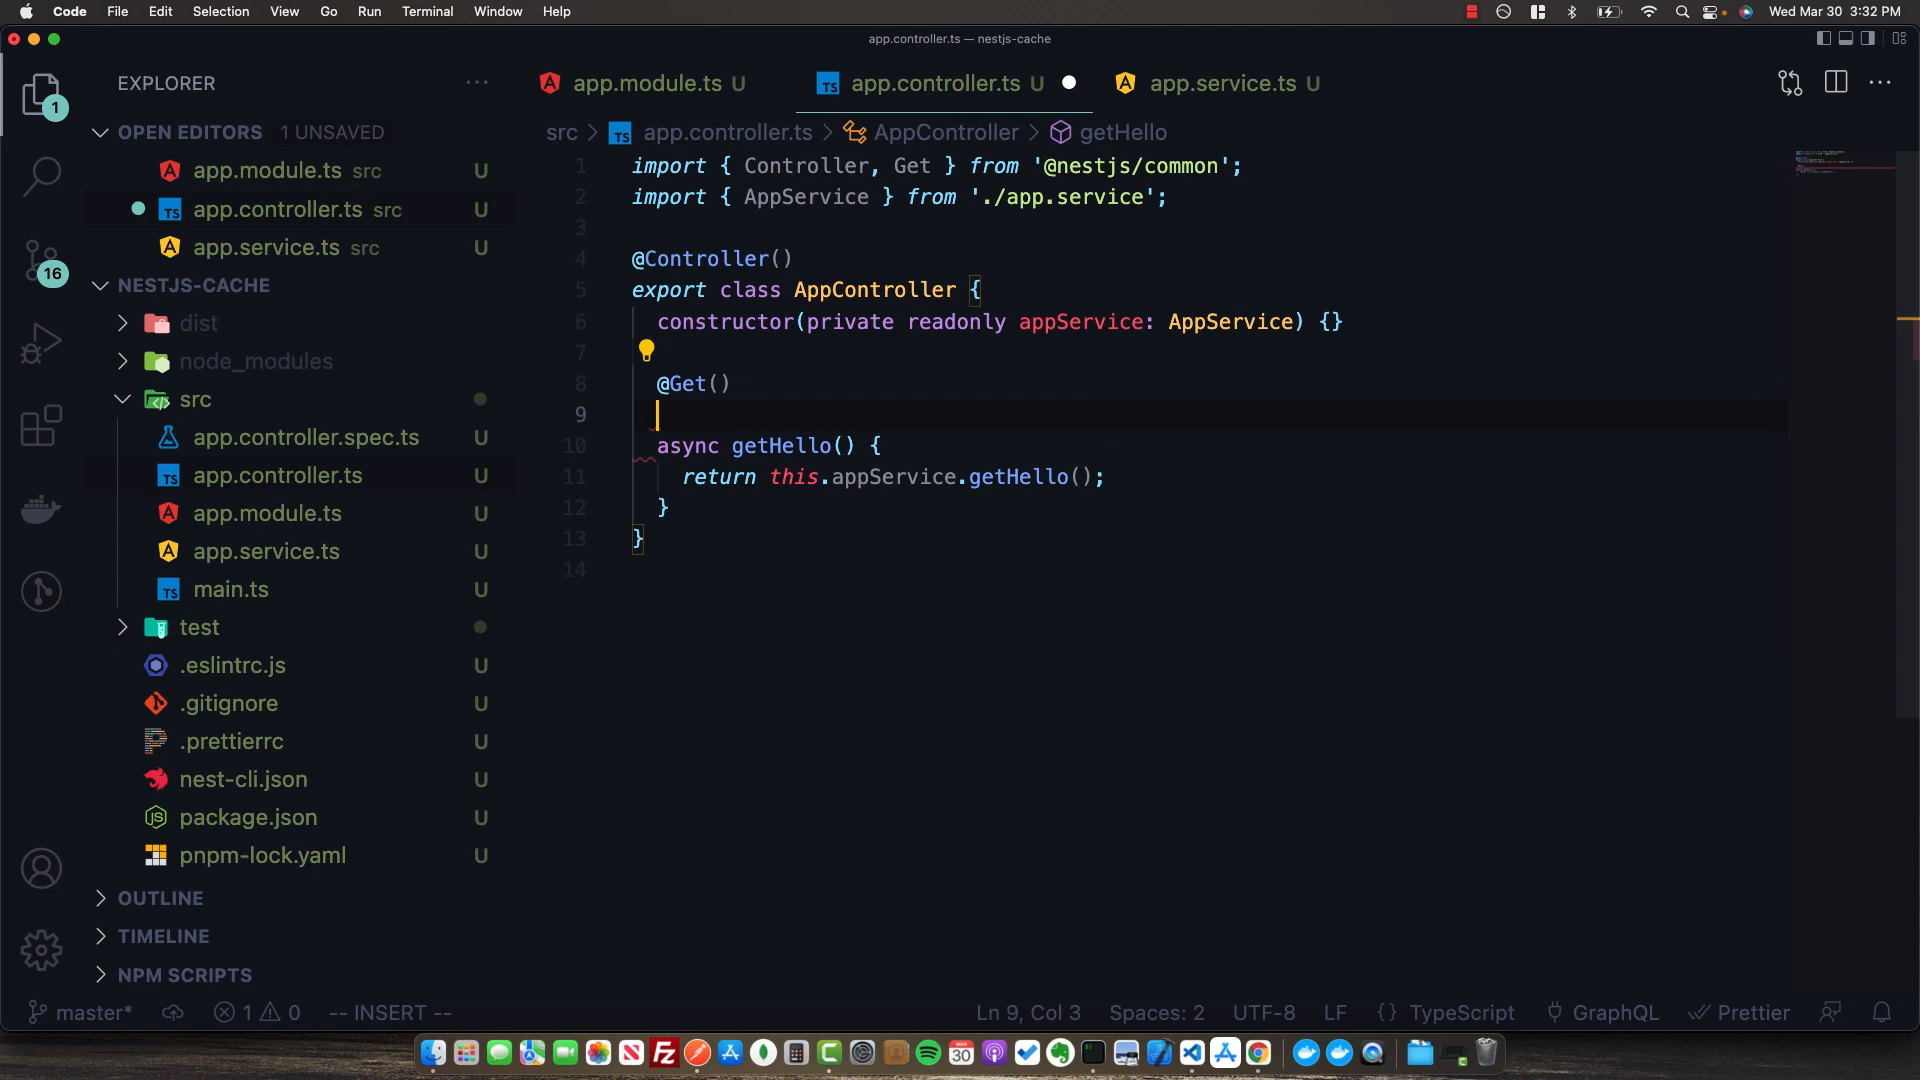 Code File Edit Selection View Go Run Terminal Window Help Wed Mar 30 3:32 PM
app.controller.ts — nestjs-cache
EXPLORER
1
OPEN EDITORS 1 UNSAVED
app.module.ts src U
app.controller.ts src U
app.service.ts src U
16
NESTJS-CACHE
dist
node_modules
src
app.controller.spec.ts U
app.controller.ts U
app.module.ts U
app.service.ts U
main.ts U
test
.eslintrc.js U
.gitignore U
.prettierrc U
nest-cli.json U
package.json U
pnpm-lock.yaml U
OUTLINE
TIMELINE
NPM SCRIPTS
app.module.ts U app.controller.ts U app.service.ts U
src > app.controller.ts > AppController > getHello
1 import { Controller, Get } from '@nestjs/common';
2 import { AppService } from './app.service';
3
4 @Controller()
5 export class AppController {
6 constructor(private readonly appService: AppService) {}
7
8 @Get()
9
10 async getHello() {
11 return this.appService.getHello();
12 }
13 }
14
master* 1 0 -- INSERT -- Ln 9, Col 3 Spaces: 2 UTF-8 LF {} TypeScript GraphQL Prettier